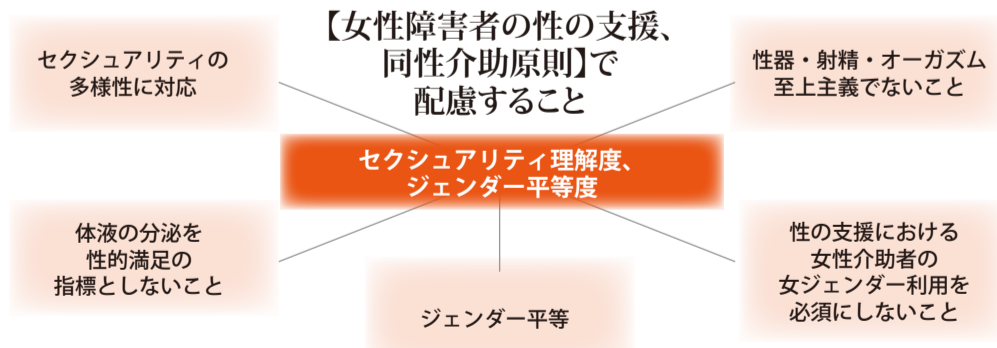 【女性障害者の性の支援、
同性介助原則】で
配慮すること
セクシュアリティの
多様性に対応
性器・射精・オーガズム
至上主義でないこと
セクシュアリティ理解度、
ジェンダー平等度
体液の分泌を
性的満足の
指標としないこと
ジェンダー平等
性の支援における
女性介助者の
女ジェンダー利用を
必須にしないこと